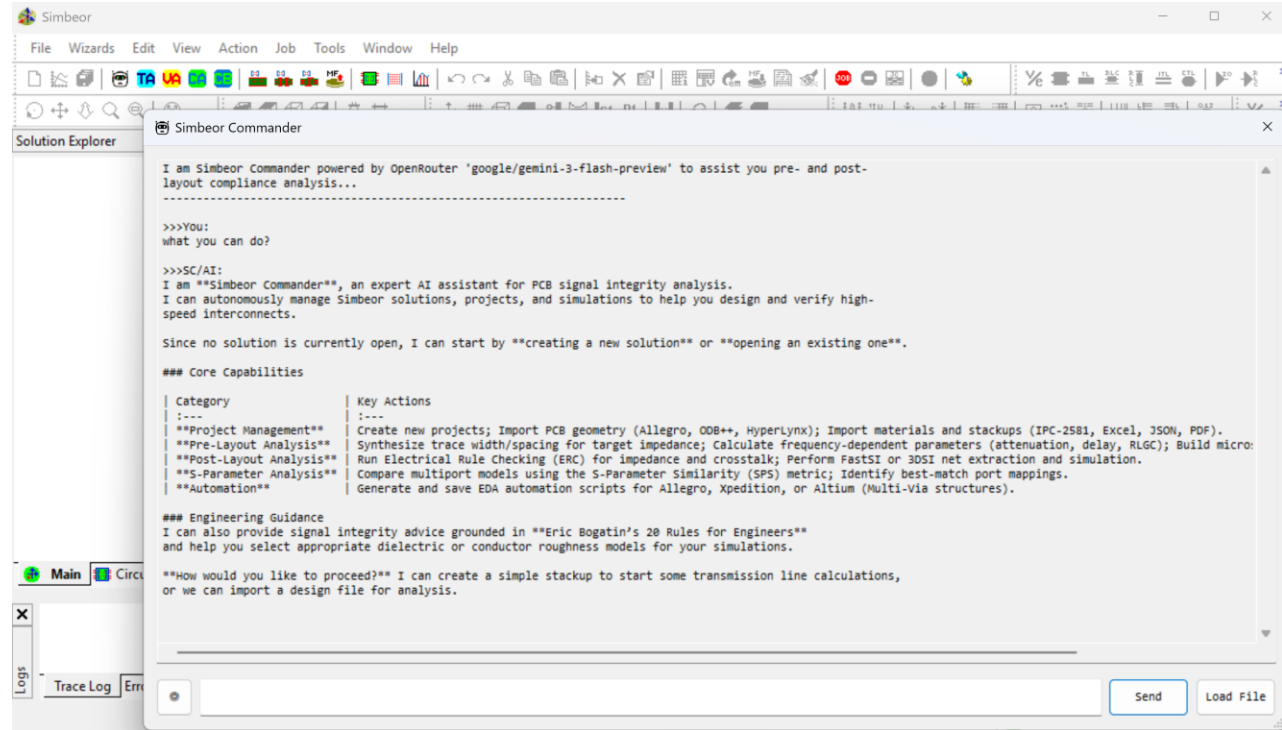 Simbeor
File Wizards Edit View Action Job Tools Window Help
TA VA CA
Solution Explorer
Simbeor Commander
I am Simbeor Commander powered by OpenRouter 'google/gemini-3-flash-preview' to assist you pre- and post-
layout compliance analysis...
--------------------------------------------------------------------
>>>You:
what you can do?
>>>SC/AI:
I am **Simbeor Commander**, an expert AI assistant for PCB signal integrity analysis.
I can autonomously manage Simbeor solutions, projects, and simulations to help you design and verify high-
speed interconnects.
Since no solution is currently open, I can start by **creating a new solution** or **opening an existing one**.
### Core Capabilities
| Category | Key Actions
| :--- | :---
| **Project Management** | Create new projects; Import PCB geometry (Allegro, ODB++, HyperLynx); Import materials and stackups (IPC-2581, Excel, JSON, PDF).
| **Pre-Layout Analysis** | Synthesize trace width/spacing for target impedance; Calculate frequency-dependent parameters (attenuation, delay, RLGC); Build micro
| **Post-Layout Analysis** | Run Electrical Rule Checking (ERC) for impedance and crosstalk; Perform FastSI or 3DSI net extraction and simulation.
| **S-Parameter Analysis** | Compare multiport models using the S-Parameter Similarity (SPS) metric; Identify best-match port mappings.
| **Automation** | Generate and save EDA automation scripts for Allegro, Xpedition, or Altium (Multi-Via structures).
### Engineering Guidance
I can also provide signal integrity advice grounded in **Eric Bogatin's 20 Rules for Engineers**
and help you select appropriate dielectric or conductor roughness models for your simulations.
**How would you like to proceed?** I can create a simple stackup to start some transmission line calculations,
or we can import a design file for analysis.
Main Circu
Logs
Trace Log Erro
Send Load File